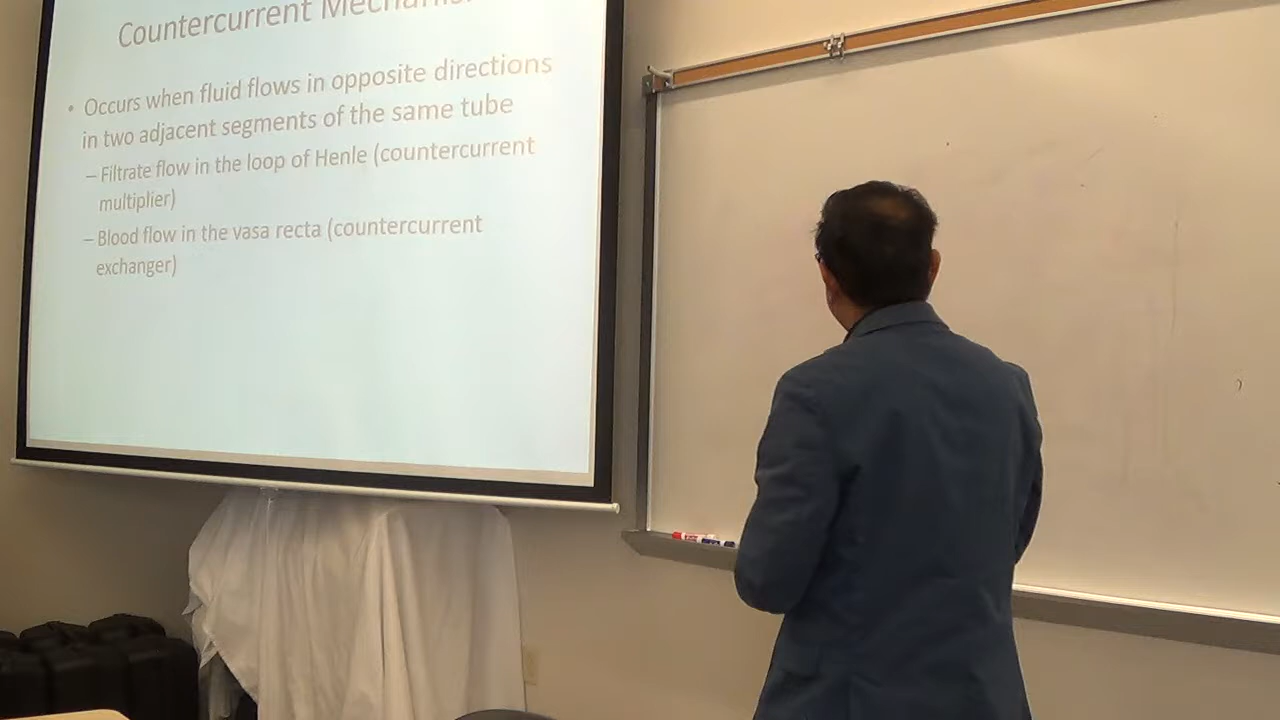 Countercurrent Mechanis
• Occurs when fluid flows in opposite directions
in two adjacent segments of the same tube
– Filtrate flow in the loop of Henle (countercurrent
multiplier)
– Blood flow in the vasa recta (countercurrent
exchanger)